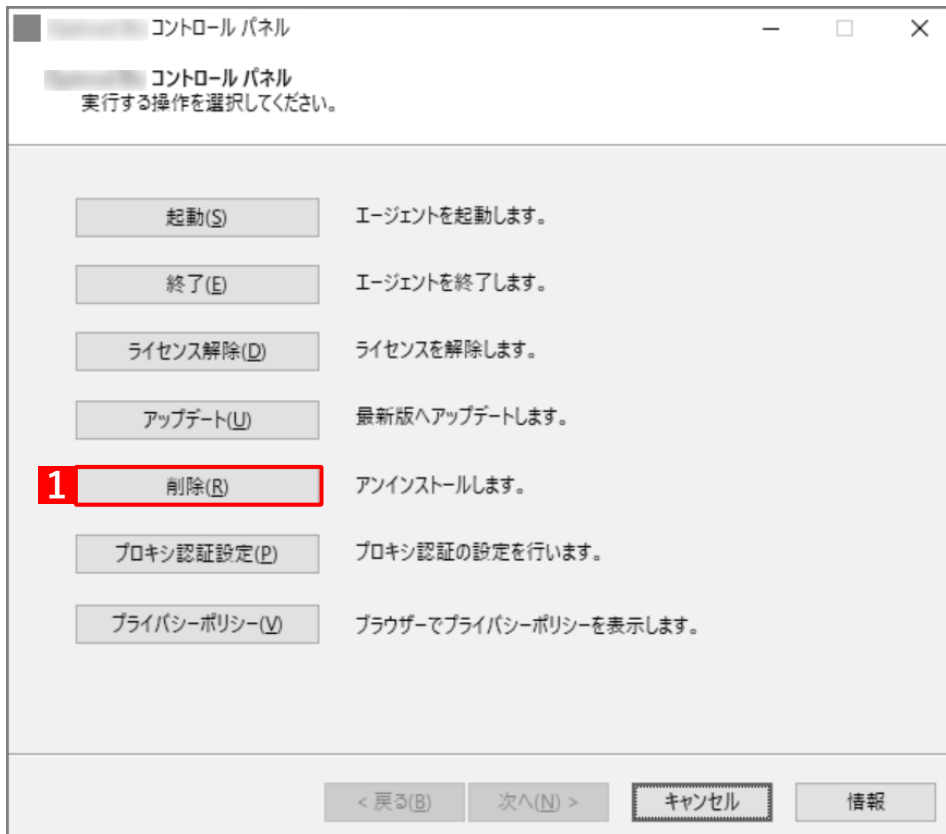 コントロール パネル
コントロール パネル
実行する操作を選択してください。
起動(S) エージェントを起動します。
終了(E) エージェントを終了します。
ライセンス解除(D) ライセンスを解除します。
アップデート(U) 最新版へアップデートします。
1 削除(R) アンインストールします。
プロキシ認証設定(P) プロキシ認証の設定を行います。
プライバシーポリシー(V) ブラウザーでプライバシーポリシーを表示します。
< 戻る(B) 次へ(N) > キャンセル 情報